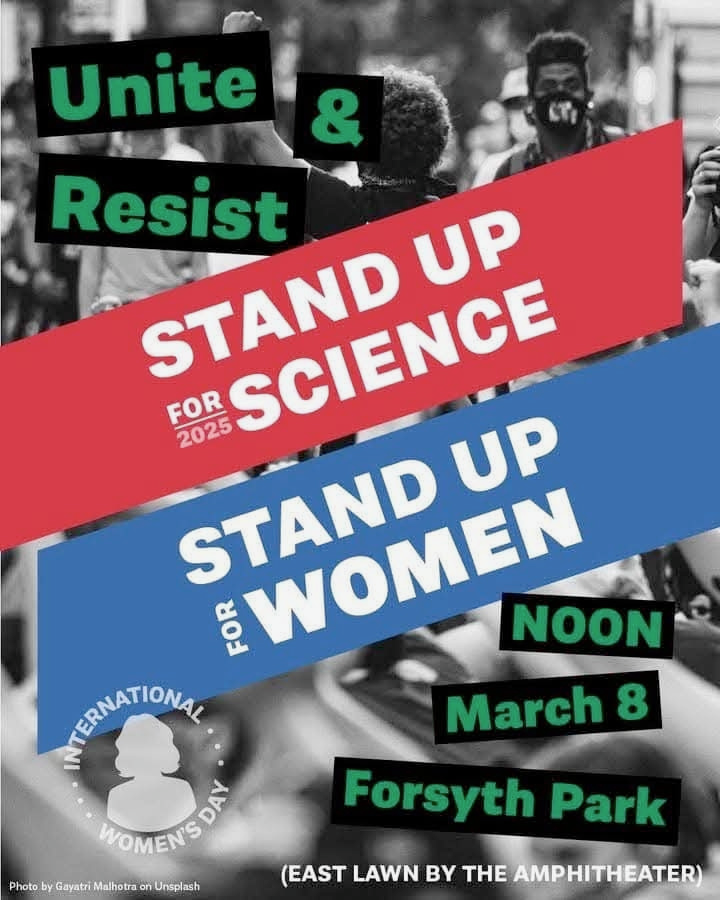 Unite
&
Resist
STAND UP
FOR SCIENCE
2025
STAND UP
FOR WOMEN
NOON
March 8
Forsyth Park
(EAST LAWN BY THE AMPHITHEATER)
INTERNATIONAL
WOMEN'S DAY
Photo by Gayatri Malhotra on Unsplash